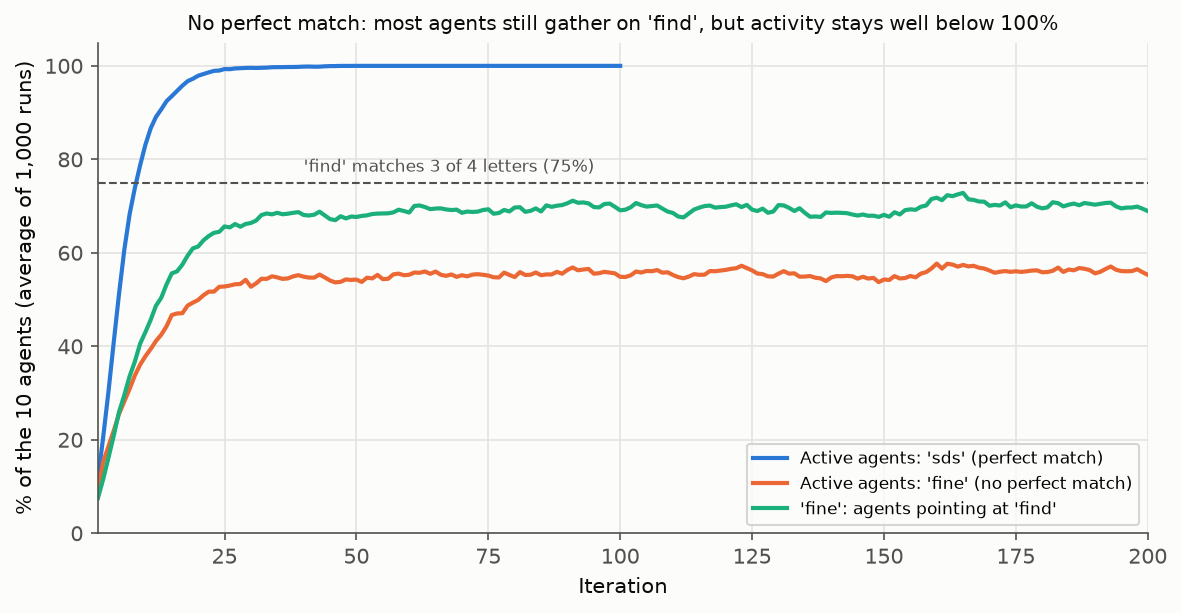 No perfect match: most agents still gather on 'find', but activity stays well below 100%
% of the 10 agents (average of 1,000 runs)
100
80
60
40
20
0
'find' matches 3 of 4 letters (75%)
Active agents: 'sds' (perfect match)
Active agents: 'fine' (no perfect match)
'fine': agents pointing at 'find'
25
50
75
100
125
150
175
200
Iteration